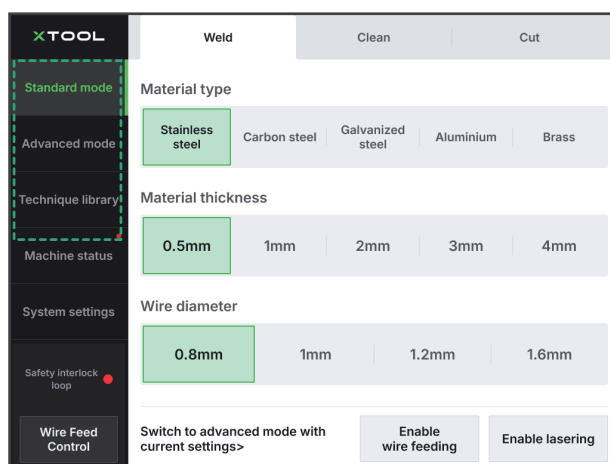 XTOOL
Weld
Clean
Cut
Standard mode
Advanced mode
Technique library
Machine status
System settings
Safety interlock
loop
Wire Feed
Control
Material type
Stainless
steel
Carbon steel
Galvanized
steel
Aluminium
Brass
Material thickness
0.5mm
1mm
2mm
3mm
4mm
Wire diameter
0.8mm
1mm
1.2mm
1.6mm
Switch to advanced mode with
current settings>
Enable
wire feeding
Enable lasering